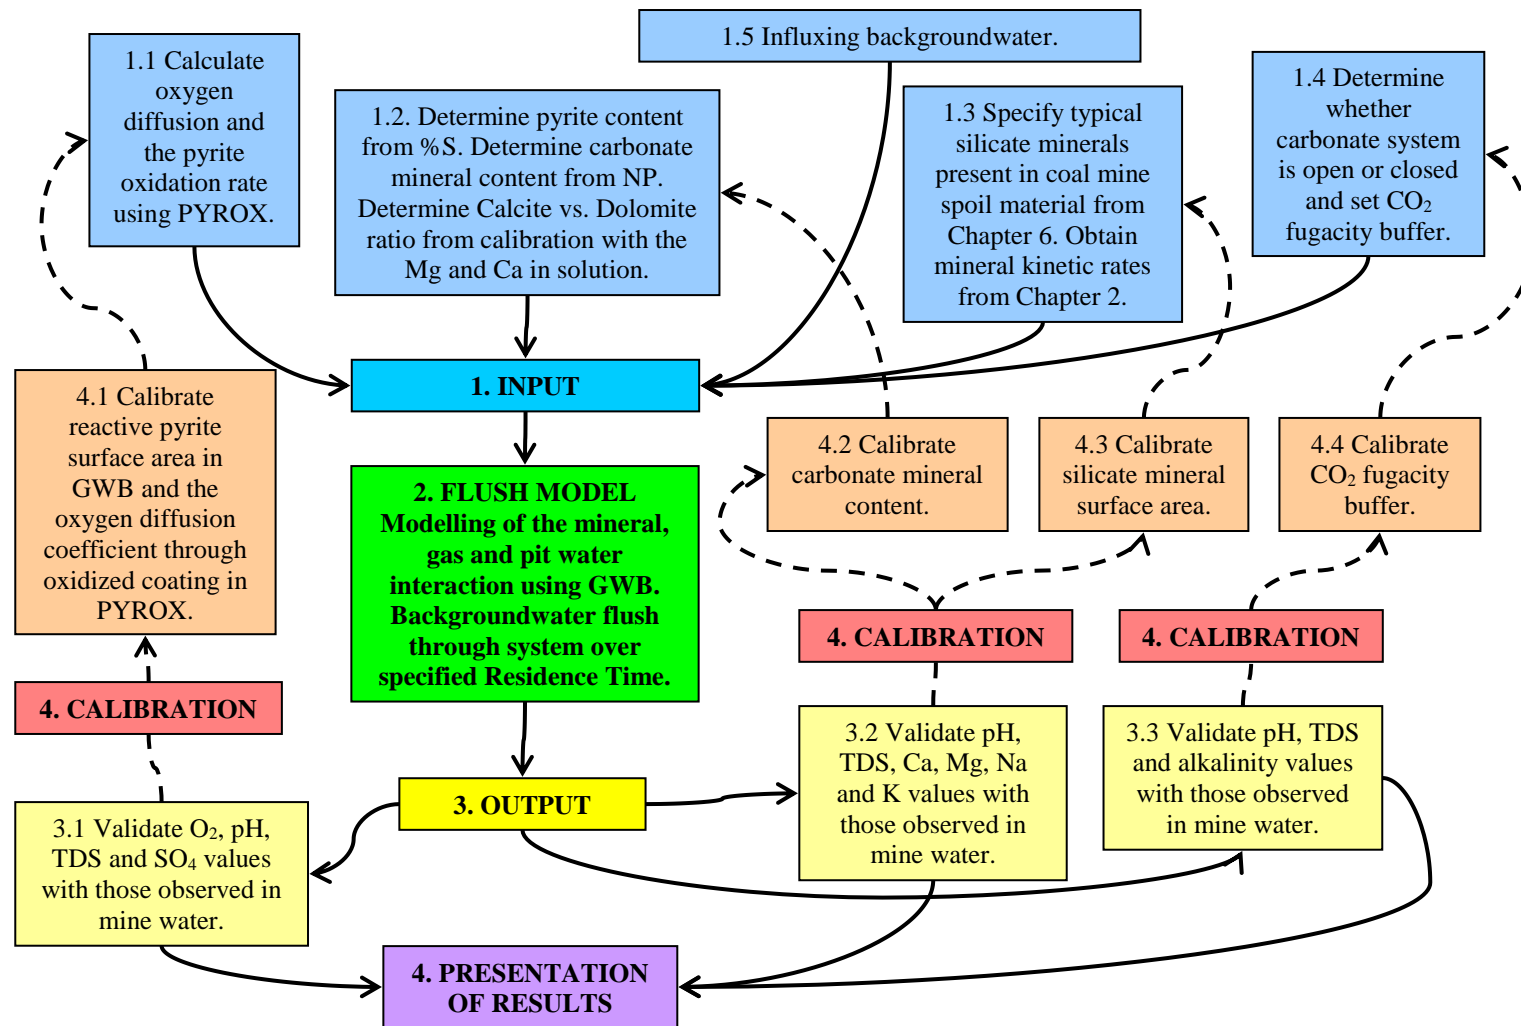 1.5 Influxing backgroundwater.
1.1 Calculate
oxygen
diffusion and
the pyrite
oxidation rate
using PYROX.
1.2. Determine pyrite content
from %S. Determine carbonate
mineral content from NP.
Determine Calcite vs. Dolomite
ratio from calibration with the
Mg and Ca in solution.
1.3 Specify typical
silicate minerals
present in coal mine
spoil material from
Chapter 6. Obtain
mineral kinetic rates
from Chapter 2.
1.4 Determine
whether
carbonate system
is open or closed
and set CO₂
fugacity buffer.
1. INPUT
4.1 Calibrate
reactive pyrite
surface area in
GWB and the
oxygen diffusion
coefficient through
oxidized coating in
PYROX.
2. FLUSH MODEL
Modelling of the mineral,
gas and pit water
interaction using GWB.
Backgroundwater flush
through system over
specified Residence Time.
4.2 Calibrate
carbonate mineral
content.
4.3 Calibrate
silicate mineral
surface area.
4.4 Calibrate
CO₂ fugacity
buffer.
4. CALIBRATION
4. CALIBRATION
4. CALIBRATION
3. OUTPUT
3.1 Validate O₂, pH,
TDS and SO₄ values
with those observed in
mine water.
3.2 Validate pH,
TDS, Ca, Mg, Na
and K values with
those observed in
mine water.
3.3 Validate pH, TDS
and alkalinity values
with those observed
in mine water.
4. PRESENTATION
OF RESULTS